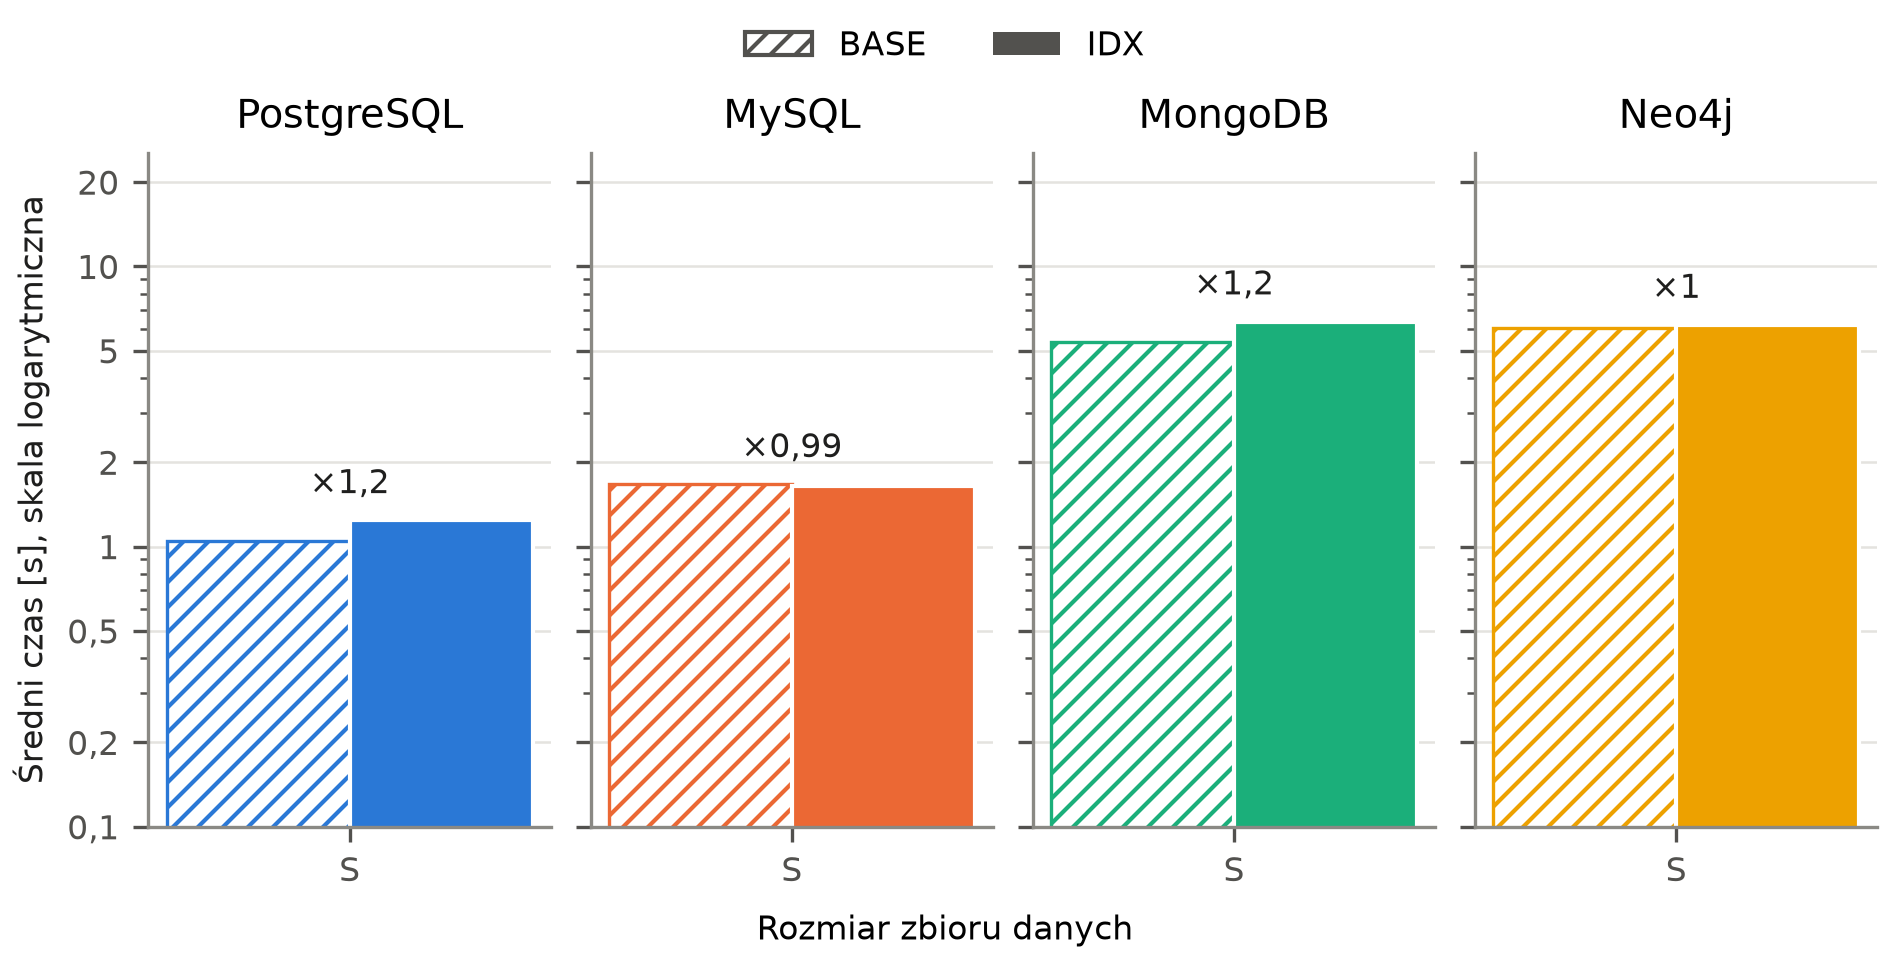 BASE IDX
PostgreSQL MySQL MongoDB Neo4j
Średni czas [s], skala logarytmiczna
20
10
5
2
1
0,5
0,2
0,1
×1,2
×0,99
×1,2
×1
S S S S
Rozmiar zbioru danych